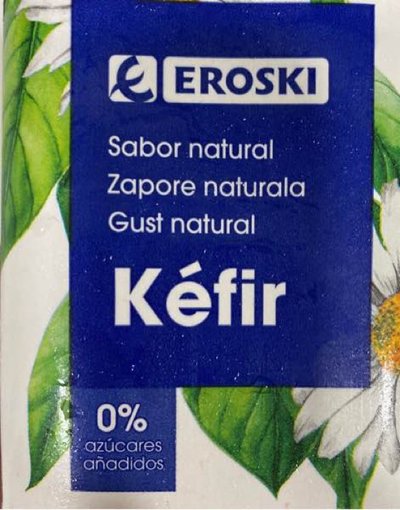 EROSKI
Sabor natural
Zapore naturala
Gust natural
Kéfir
0%
azúcares
añadidos